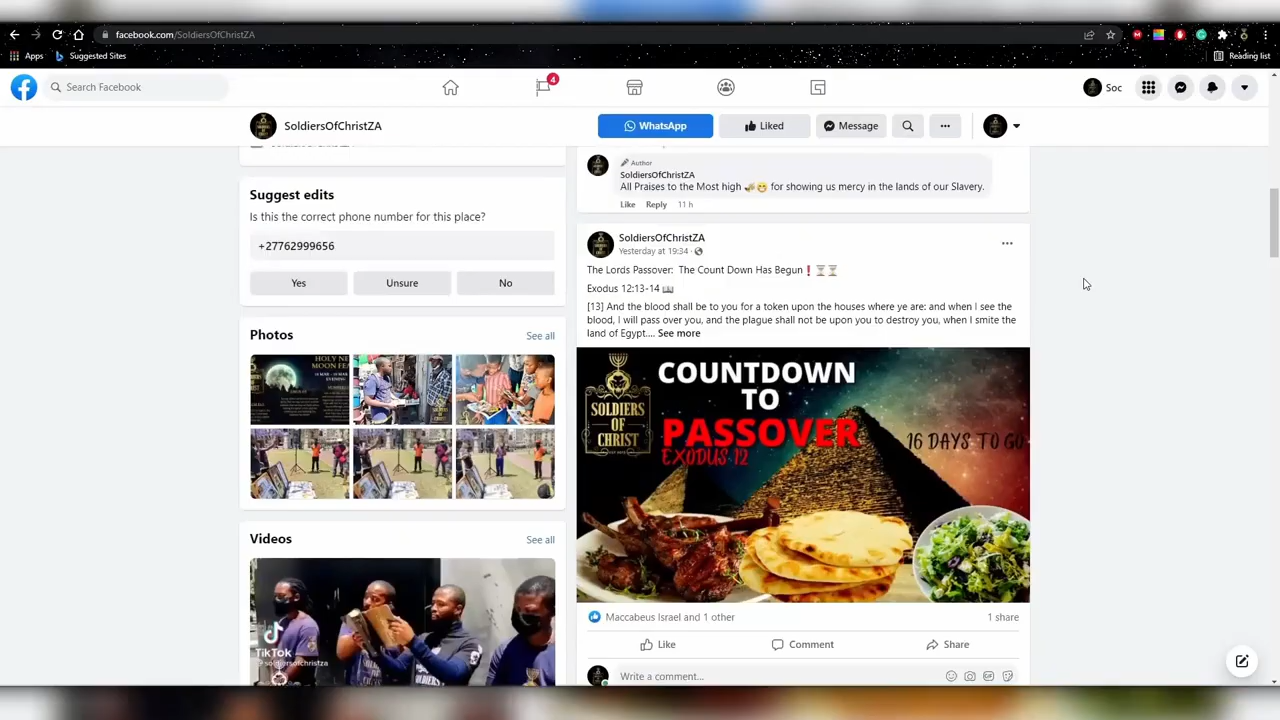 facebook.com/SoldiersOfChristZA
Apps
Suggested Sites
Reading list
Search Facebook
4
Soc
SoldiersOfChristZA
WhatsApp
Liked
Message
Suggest edits
Is this the correct phone number for this place?
+27762999656
Yes
Unsure
No
Photos
See all
HOLY NE
MOON FEA
Videos
See all
TikTok
@soldiersofchristza
Author
SoldiersOfChristZA
All Praises to the Most high 🎺😁 for showing us mercy in the lands of our Slavery.
Like Reply 11 h
SoldiersOfChristZA
Yesterday at 19:34 ·
The Lords Passover: The Count Down Has Begun❗⏳⏳
Exodus 12:13-14 📖
[13] And the blood shall be to you for a token upon the houses where ye are: and when I see the
blood, I will pass over you, and the plague shall not be upon you to destroy you, when I smite the
land of Egypt.... See more
SOLDIERS
OF
CHRIST
COUNTDOWN
TO
PASSOVER
EXODUS 12
16 DAYS TO GO
Maccabeus Israel and 1 other
1 share
Like
Comment
Share
Write a comment...